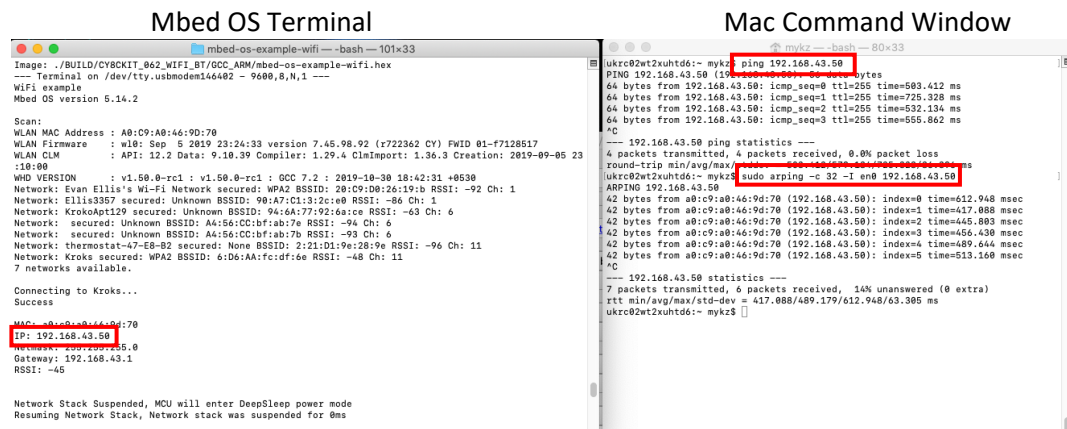 Mbed OS Terminal
mbed-os-example-wifi — -bash — 101×33
Image: ./BUILD/CY8CKIT_062_WIFI_BT/GCC_ARM/mbed-os-example-wifi.hex
--- Terminal on /dev/tty.usbmodem146402 - 9600,8,N,1 ---
WiFi example
Mbed OS version 5.14.2
Scan:
WLAN MAC Address : A0:C9:A0:46:9D:70
WLAN Firmware : wl0: Sep 5 2019 23:24:33 version 7.45.98.92 (r722362 CY) FWID 01-f7128517
WLAN CLM : API: 12.2 Data: 9.10.39 Compiler: 1.29.4 ClmImport: 1.36.3 Creation: 2019-09-05 23
:10:00
WHD VERSION : v1.50.0-rc1 : v1.50.0-rc1 : GCC 7.2 : 2019-10-30 18:42:31 +0530
Network: Evan Ellis's Wi-Fi Network secured: WPA2 BSSID: 20:C9:D0:26:19:b RSSI: -92 Ch: 1
Network: Ellis3357 secured: Unknown BSSID: 90:A7:C1:3:2c:e0 RSSI: -86 Ch: 1
Network: KrokoApt129 secured: Unknown BSSID: 94:6A:77:92:6a:ce RSSI: -63 Ch: 6
Network: secured: Unknown BSSID: A4:56:CC:bf:ab:7e RSSI: -94 Ch: 6
Network: secured: Unknown BSSID: A4:56:CC:bf:ab:7b RSSI: -93 Ch: 6
Network: thermostat-47-E8-B2 secured: None BSSID: 2:21:D1:9e:28:9e RSSI: -96 Ch: 11
Network: Kroks secured: WPA2 BSSID: 6:D6:AA:fc:df:6e RSSI: -48 Ch: 11
7 networks available.
Connecting to Kroks...
Success
MAC: a0:c9:a0:46:9d:70
IP: 192.168.43.50
Netmask: 255.255.255.0
Gateway: 192.168.43.1
RSSI: -45
Network Stack Suspended, MCU will enter DeepSleep power mode
Resuming Network Stack, Network stack was suspended for 0ms
Mac Command Window
mykz — -bash — 80×33
ukrc02wt2xuhtd6:~ mykz$ ping 192.168.43.50
PING 192.168.43.50 (192.168.43.50): 56 data bytes
64 bytes from 192.168.43.50: icmp_seq=0 ttl=255 time=503.412 ms
64 bytes from 192.168.43.50: icmp_seq=1 ttl=255 time=725.328 ms
64 bytes from 192.168.43.50: icmp_seq=2 ttl=255 time=532.134 ms
64 bytes from 192.168.43.50: icmp_seq=3 ttl=255 time=555.862 ms
^C
--- 192.168.43.50 ping statistics ---
4 packets transmitted, 4 packets received, 0.0% packet loss
round-trip min/avg/max/
ukrc02wt2xuhtd6:~ mykz$ sudo arping -c 32 -I en0 192.168.43.50
ARPING 192.168.43.50
42 bytes from a0:c9:a0:46:9d:70 (192.168.43.50): index=0 time=612.948 msec
42 bytes from a0:c9:a0:46:9d:70 (192.168.43.50): index=1 time=417.088 msec
42 bytes from a0:c9:a0:46:9d:70 (192.168.43.50): index=2 time=445.803 msec
42 bytes from a0:c9:a0:46:9d:70 (192.168.43.50): index=3 time=456.430 msec
42 bytes from a0:c9:a0:46:9d:70 (192.168.43.50): index=4 time=489.644 msec
42 bytes from a0:c9:a0:46:9d:70 (192.168.43.50): index=5 time=513.160 msec
^C
--- 192.168.43.50 statistics ---
7 packets transmitted, 6 packets received, 14% unanswered (0 extra)
rtt min/avg/max/std-dev = 417.088/489.179/612.948/63.305 ms
ukrc02wt2xuhtd6:~ mykz$